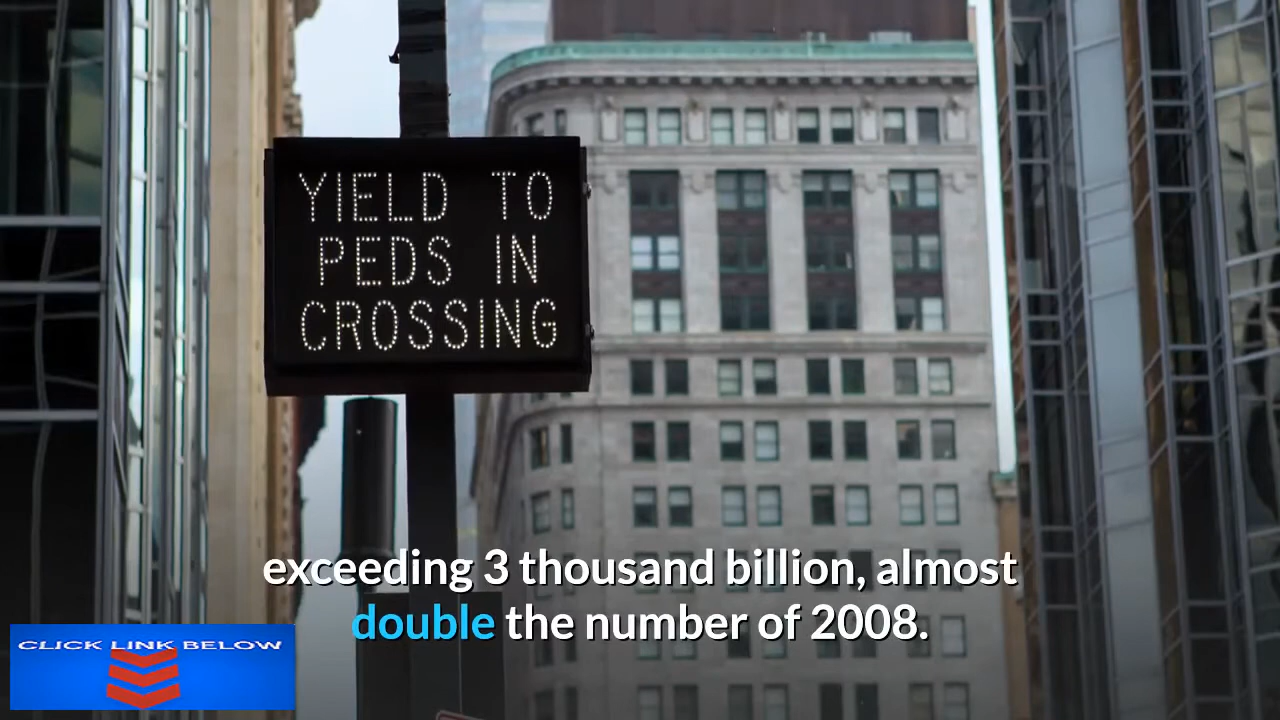 YIELD TO
PEDS IN
CROSSING
exceeding 3 thousand billion, almost
double the number of 2008.
CLICK LINK BELOW